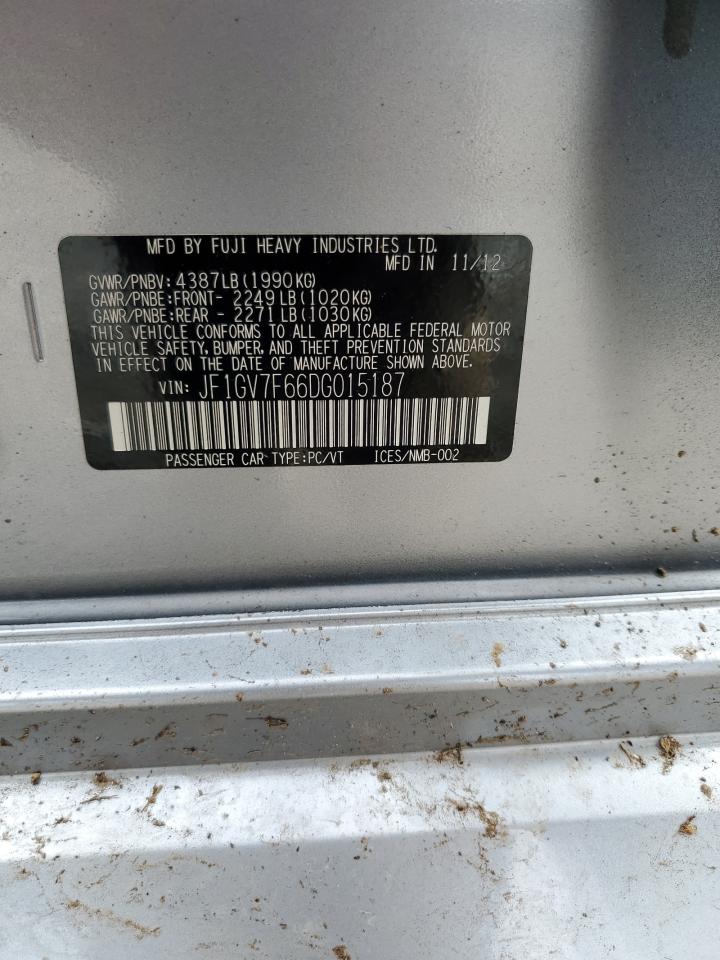 MFD BY FUJI HEAVY INDUSTRIES LTD.
MFD IN 11/12
GVWR/PNBV: 4387LB(1990KG)
GAWR/PNBE:FRONT- 2249LB(1020KG)
GAWR/PNBE:REAR - 2271LB(1030KG)
THIS VEHICLE CONFORMS TO ALL APPLICABLE FEDERAL MOTOR
VEHICLE SAFETY, BUMPER, AND THEFT PREVENTION STANDARDS
IN EFFECT ON THE DATE OF MANUFACTURE SHOWN ABOVE.
VIN: JF1GV7F66DG015187
PASSENGER CAR TYPE:PC/VT ICES/NMB-002